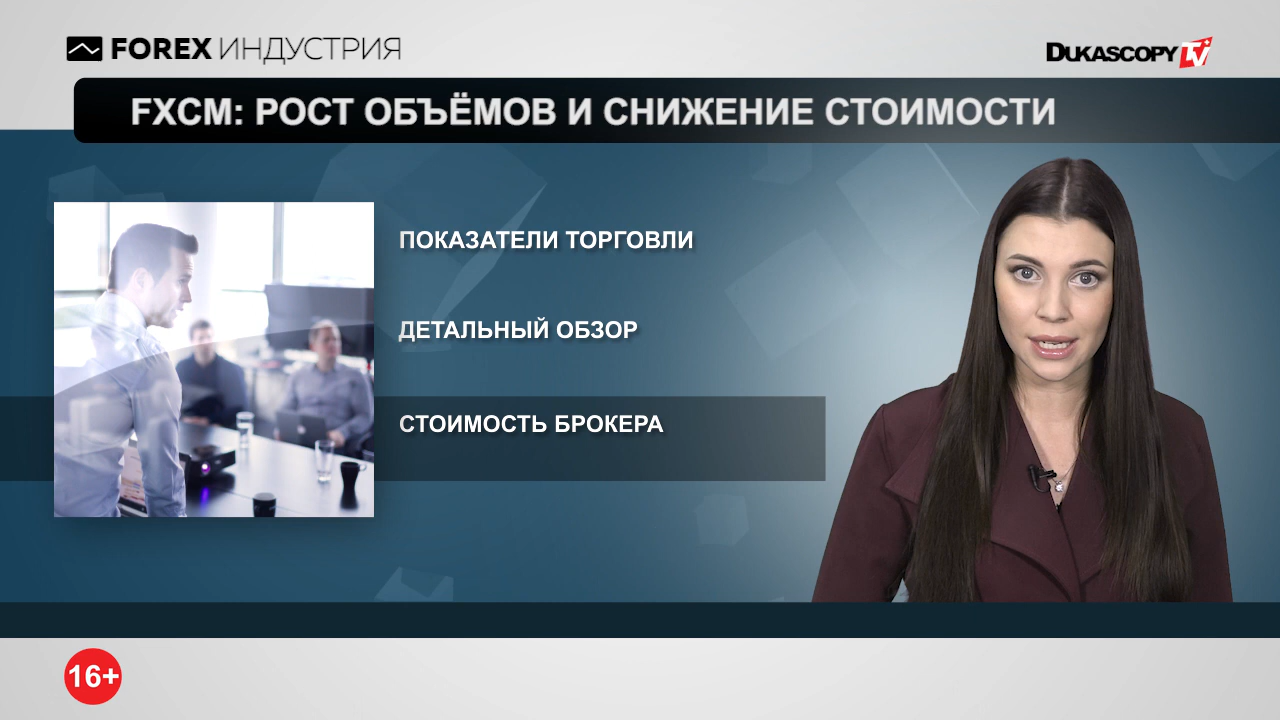 FOREX ИНДУСТРИЯ
DUKASCOPY TV
FXCM: РОСТ ОБЪЁМОВ И СНИЖЕНИЕ СТОИМОСТИ
ПОКАЗАТЕЛИ ТОРГОВЛИ
ДЕТАЛЬНЫЙ ОБЗОР
СТОИМОСТЬ БРОКЕРА
16+